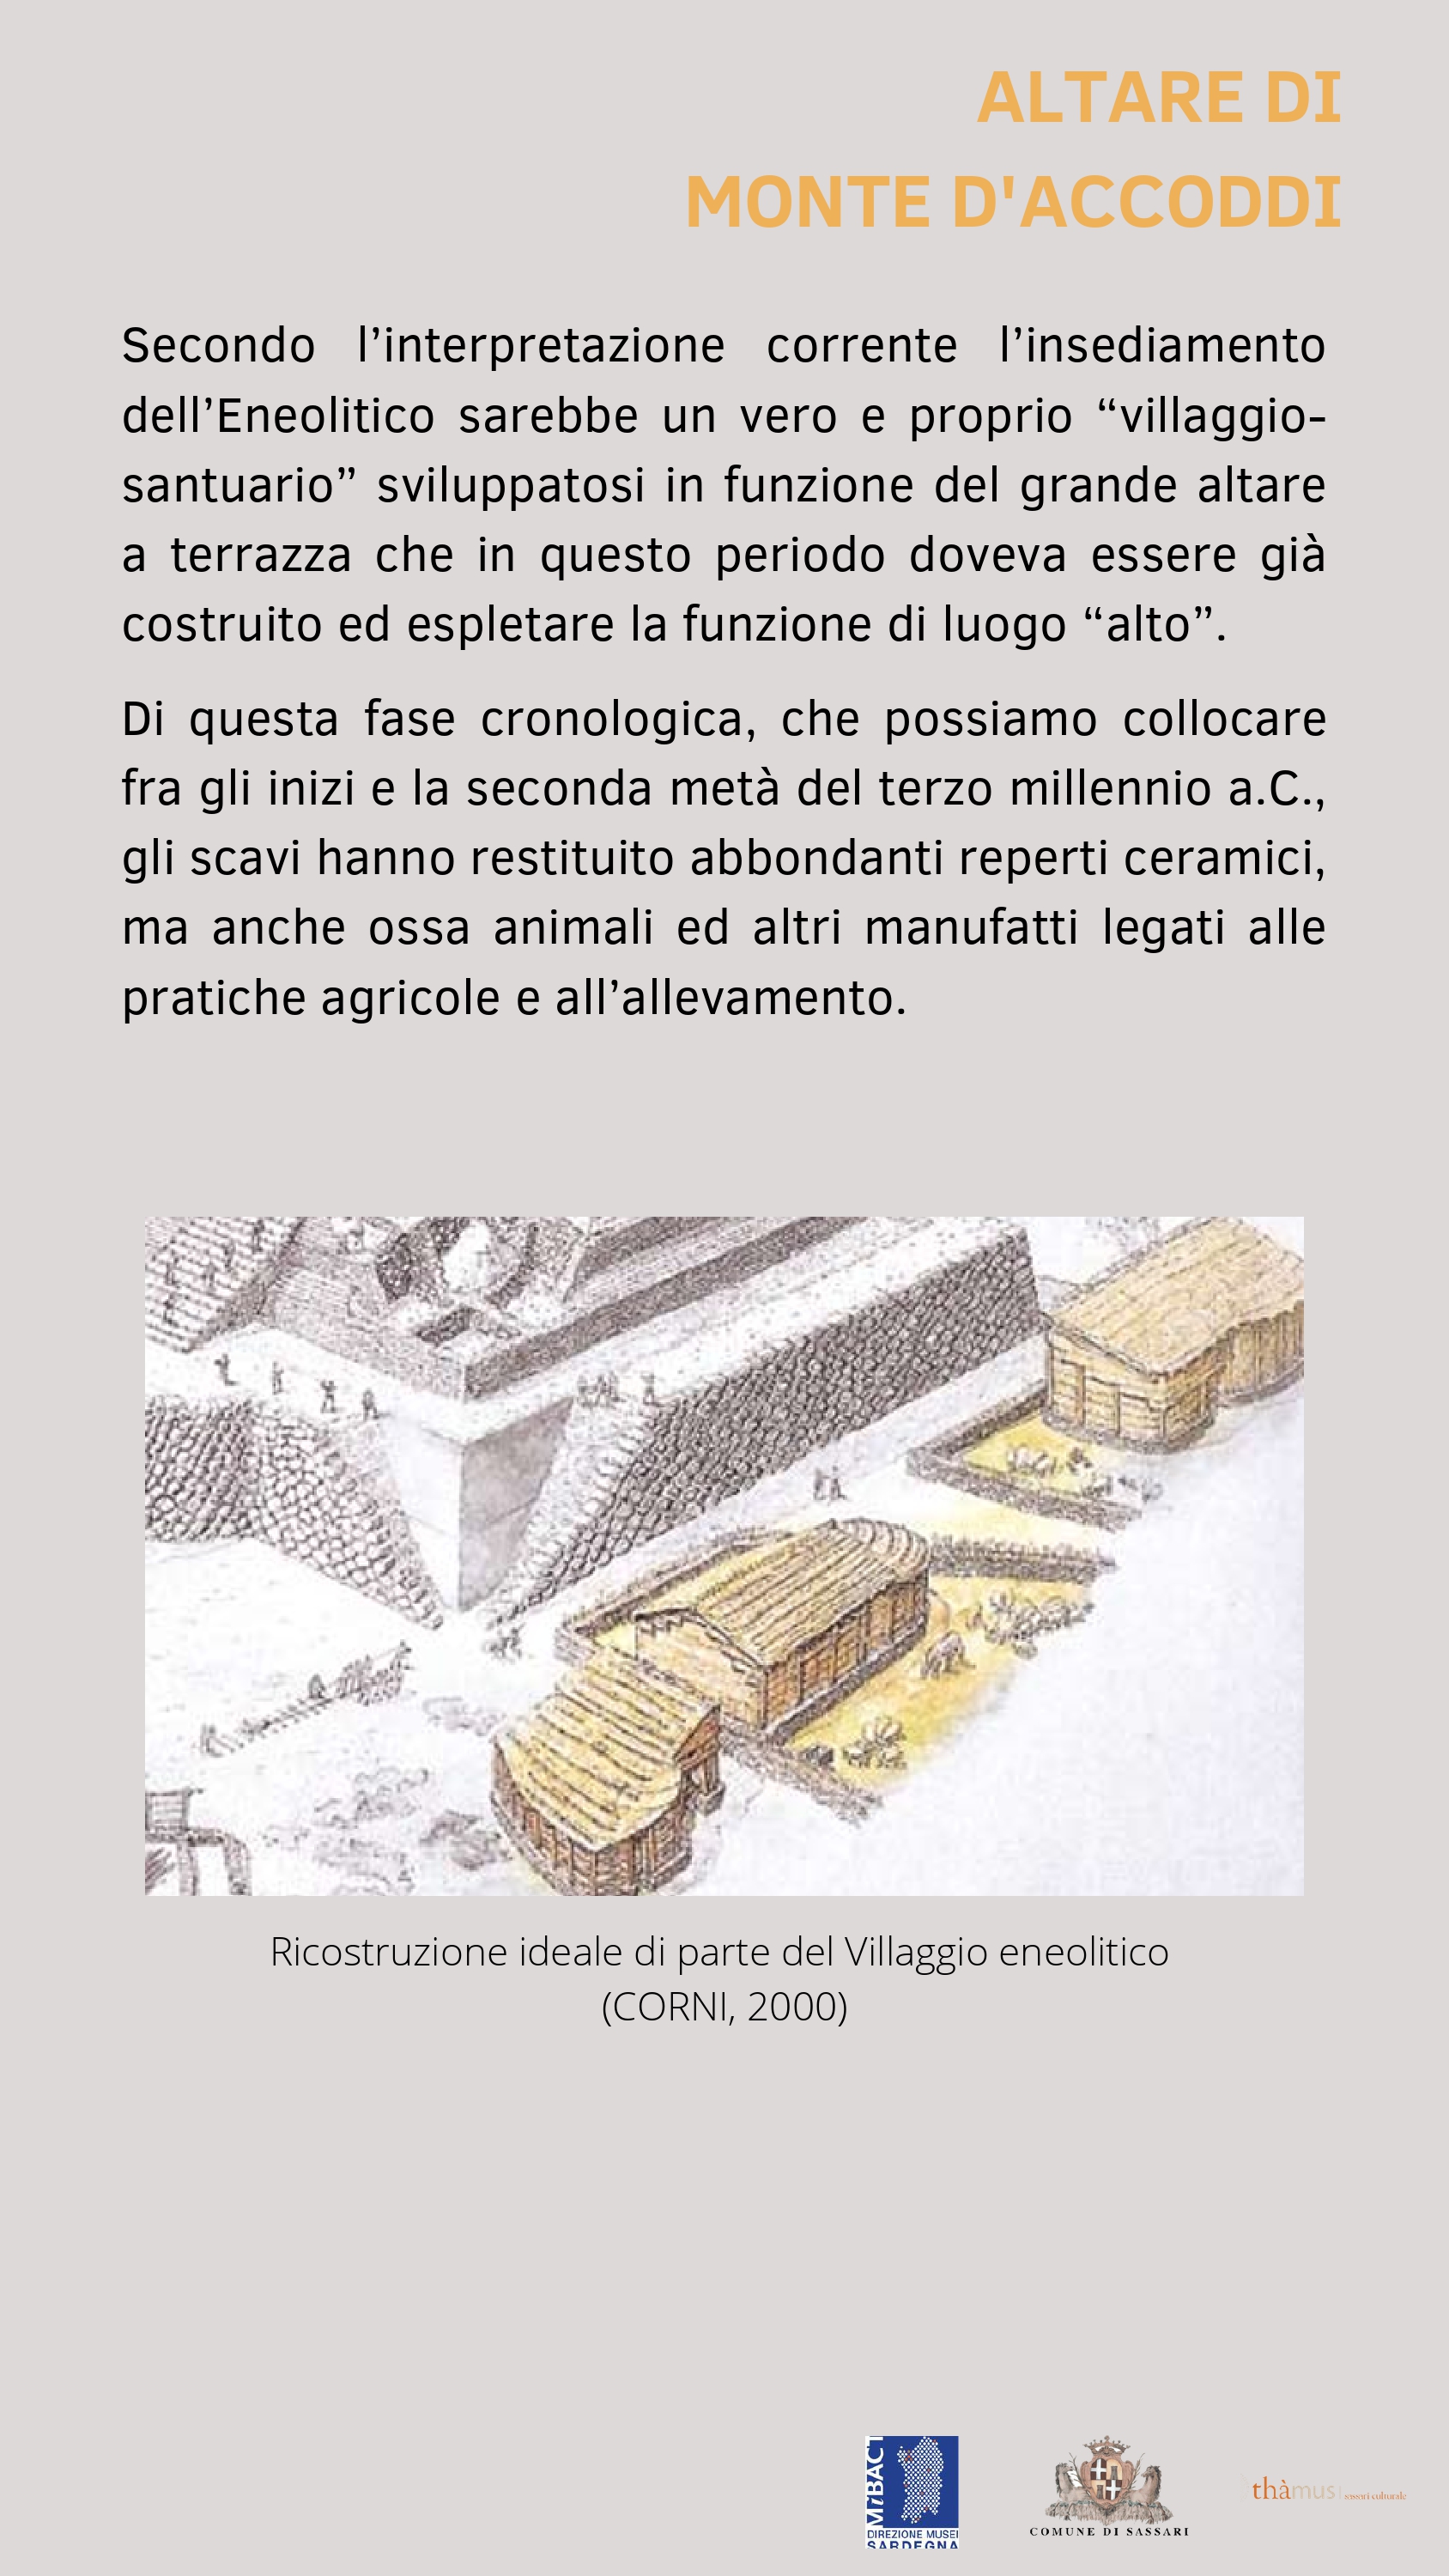 ALTARE DI
MONTE D'ACCODDI
Secondo l’interpretazione corrente l’insediamento
dell’Eneolitico sarebbe un vero e proprio “villaggio-
santuario” sviluppatosi in funzione del grande altare
a terrazza che in questo periodo doveva essere già
costruito ed espletare la funzione di luogo “alto”.
Di questa fase cronologica, che possiamo collocare
fra gli inizi e la seconda metà del terzo millennio a.C.,
gli scavi hanno restituito abbondanti reperti ceramici,
ma anche ossa animali ed altri manufatti legati alle
pratiche agricole e all’allevamento.
Ricostruzione ideale di parte del Villaggio eneolitico
(CORNI, 2000)
MiBACT
DIREZIONE MUSEI
SARDEGNA
COMUNE DI SASSARI
thàmus | sassari culturale